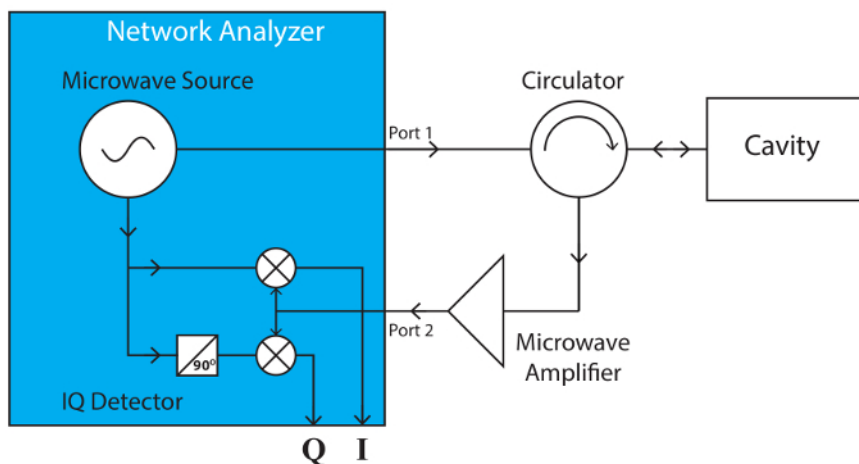 Network Analyzer
Microwave Source
Circulator
Port 1
Cavity
Port 2
90°
Microwave
Amplifier
IQ Detector
Q I